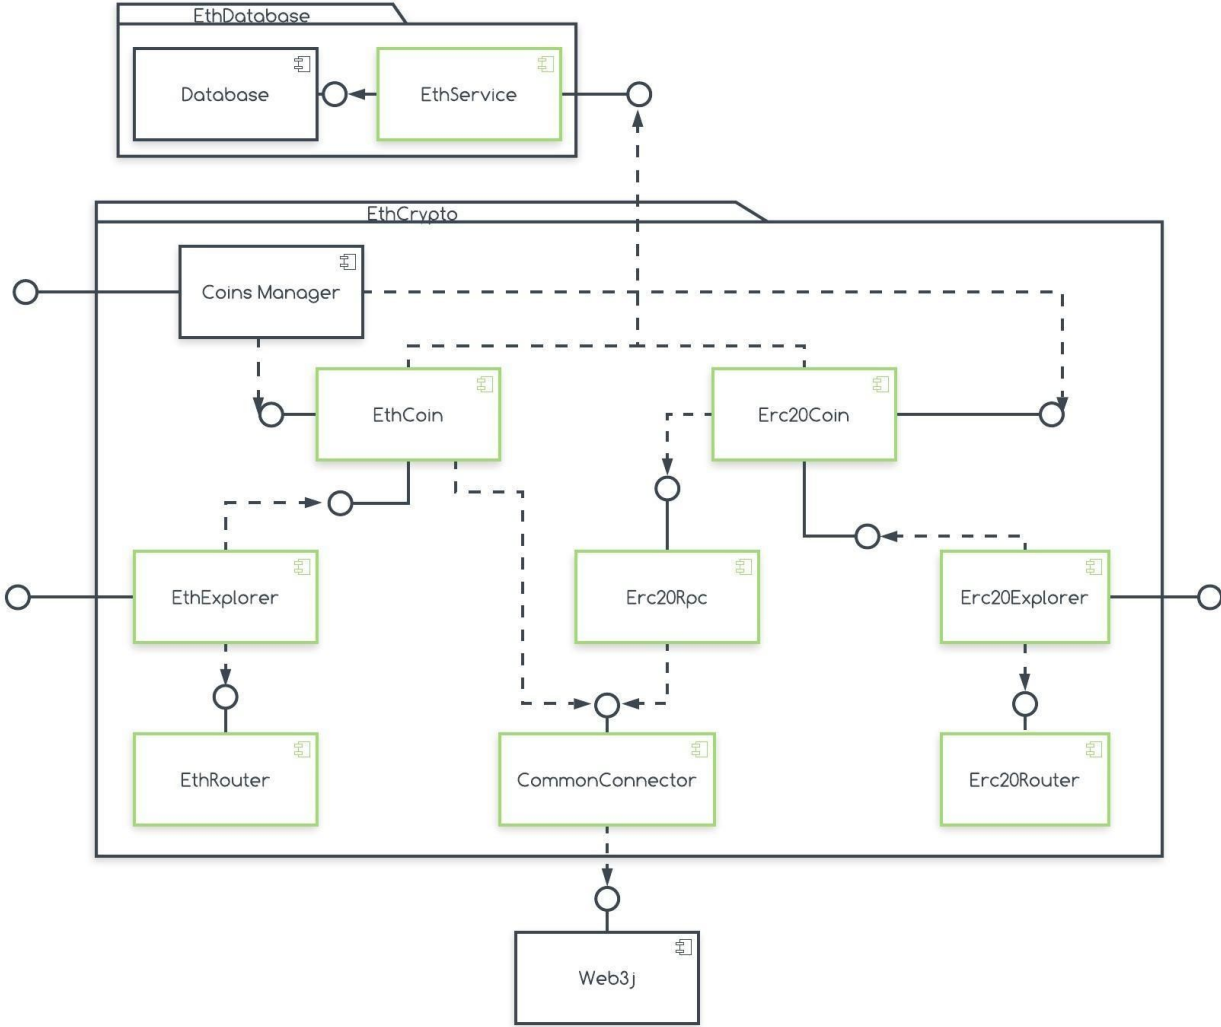 EthDatabase
Database
EthService
EthCrypto
Coins Manager
EthCoin
Erc20Coin
EthExplorer
Erc20Rpc
Erc20Explorer
EthRouter
CommonConnector
Erc20Router
Web3j